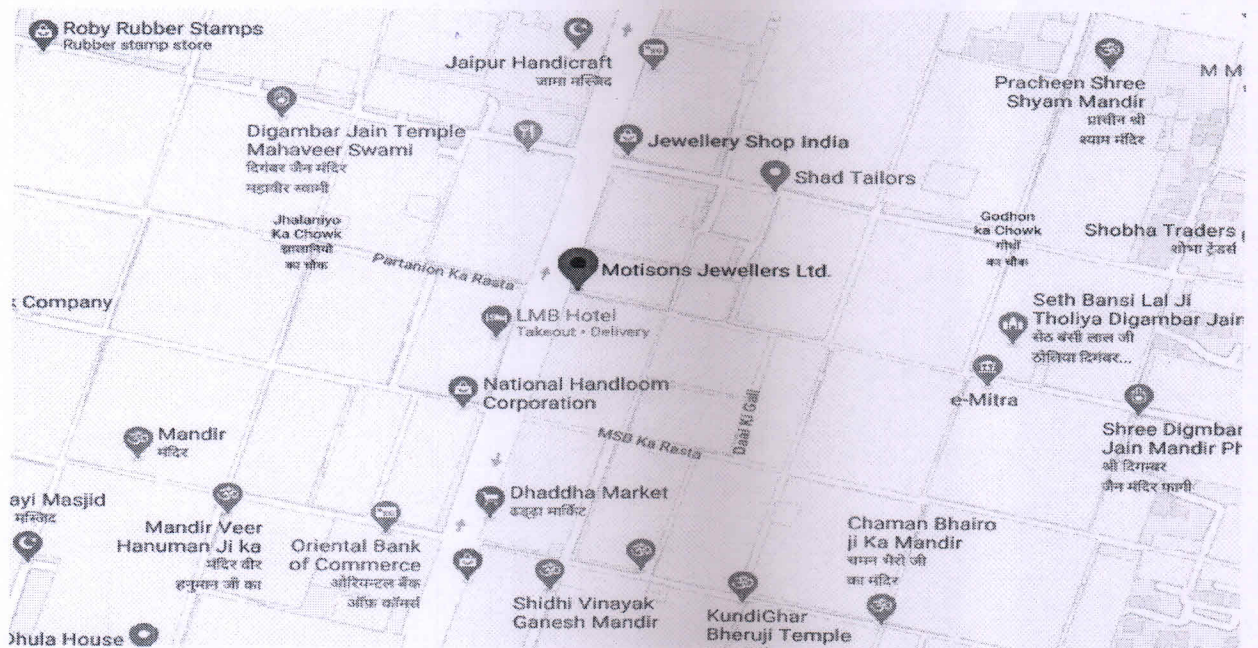 Roby Rubber Stamps
Rubber stamp store
Jaipur Handicraft
जामा मस्जिद
Pracheen Shree
Shyam Mandir
प्राचीन श्री
श्याम मंदिर
M M
Digambar Jain Temple
Mahaveer Swami
दिगंबर जैन मंदिर
महावीर स्वामी
Jewellery Shop India
Shad Tailors
Jhalaniyo
Ka Chowk
झालानियो
का चौक
Godhon
ka Chowk
गोधों
का चौक
Shobha Traders
शोभा ट्रेडर्स
Partanion Ka Rasta
Motisons Jewellers Ltd.
Company
LMB Hotel
Takeout • Delivery
Seth Bansi Lal Ji
Tholiya Digambar Jain
सेठ बंसी लाल जी
ठोलिया दिगंबर...
National Handloom
Corporation
e-Mitra
Daai Ki Gali
MSB Ka Rasta
Shree Digmbar
Jain Mandir Ph
श्री दिगम्बर
जैन मंदिर फागी
Mandir
मंदिर
ayi Masjid
मस्जिद
Dhaddha Market
ढड्ढा मार्किट
Mandir Veer
Hanuman Ji ka
मंदिर वीर
हनुमान जी का
Oriental Bank
of Commerce
ओरियन्टल बैंक
ऑफ़ कॉमर्स
Chaman Bhairo
ji Ka Mandir
चमन भैरो जी
का मंदिर
Shidhi Vinayak
Ganesh Mandir
KundiGhar
Bheruji Temple
Dhula House